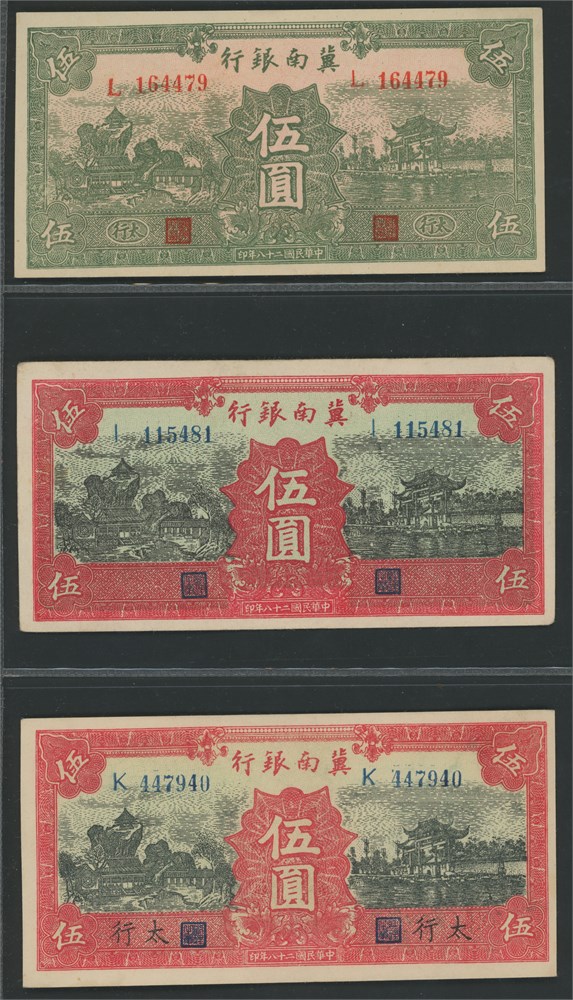 冀南銀行
伍 伍
L 164479 L 164479
伍圓
太行 太行
伍 伍
中華民國二十八年印
冀南銀行
伍 伍
I 115481 I 115481
伍圓
伍 伍
中華民國二十八年印
冀南銀行
伍 伍
K 447940 K 447940
伍圓
太行 太行
伍 伍
中華民國二十八年印